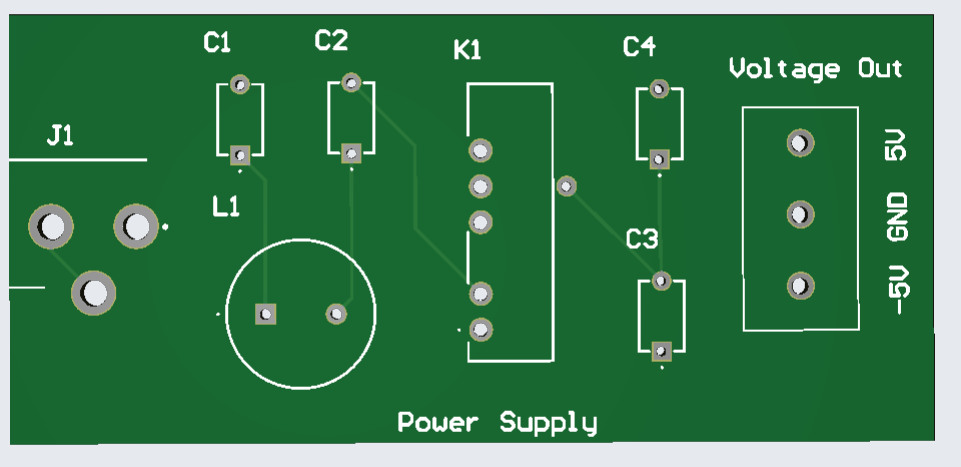 C1
C2
K1
C4
Voltage Out
J1
5V
L1
GND
C3
-5V
Power Supply